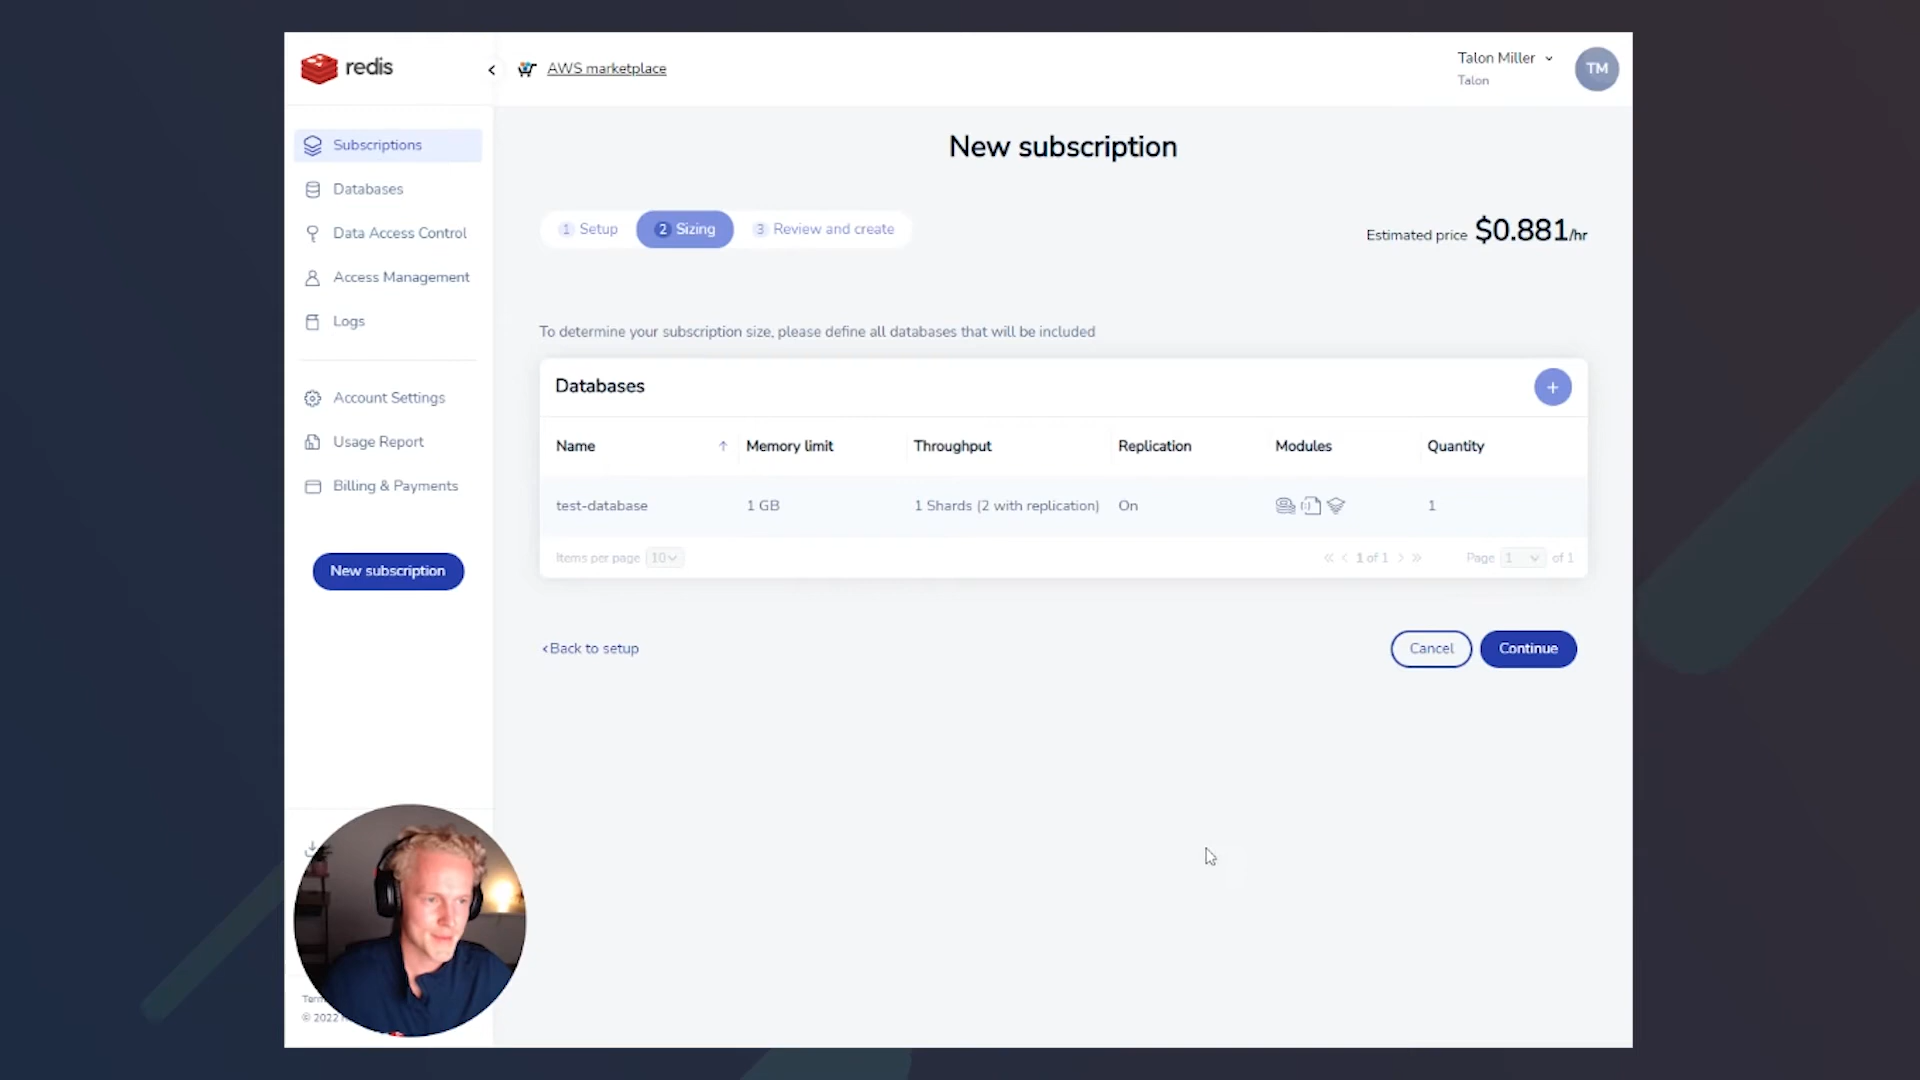 redis
AWS marketplace
Talon Miller
Talon
TM
Subscriptions
Databases
Data Access Control
Access Management
Logs
Account Settings
Usage Report
Billing & Payments
New subscription
New subscription
1 Setup
2 Sizing
3 Review and create
Estimated price $0.881/hr
To determine your subscription size, please define all databases that will be included
Databases
+
Name ↑ Memory limit Throughput Replication Modules Quantity
test-database 1 GB 1 Shards (2 with replication) On 1
Items per page 10
« < 1 of 1 > »
Page 1 of 1
<Back to setup
Cancel
Continue
© 2022